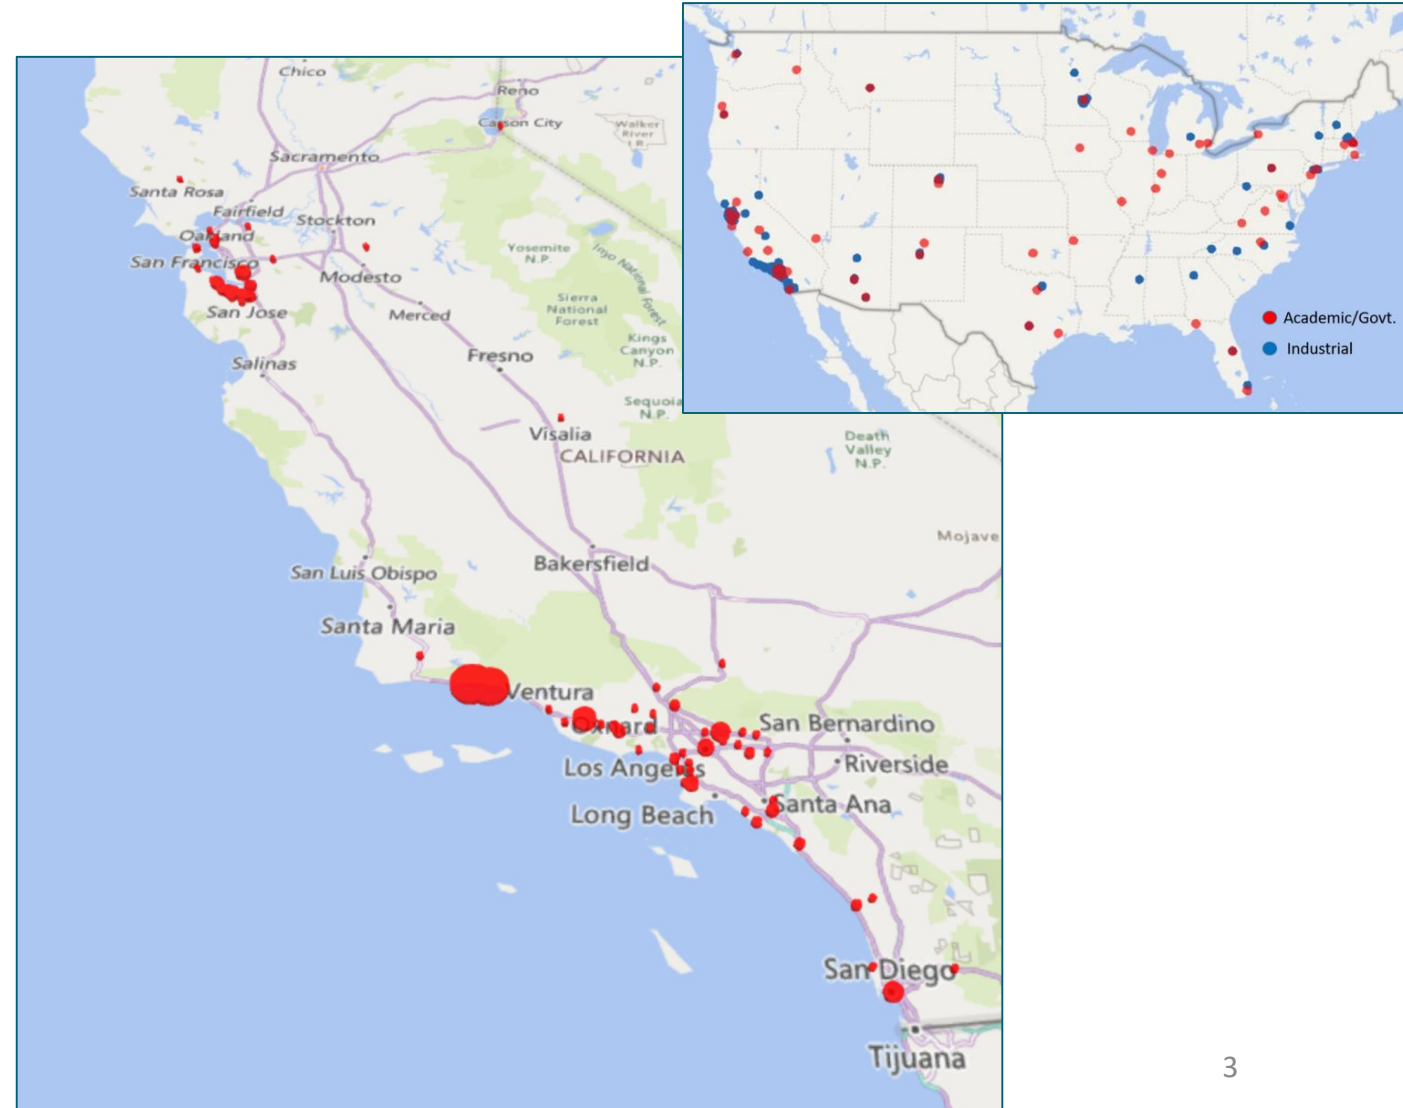 Chico
Reno
Carson City
Walker
River
I.R.
Sacramento
Santa Rosa
Fairfield
Stockton
Oakland
Yosemite
N.P.
Inyo National Forest
San Francisco
Modesto
Sierra
National
Forest
San Jose
Merced
Kings
Canyon
N.P.
Salinas
Fresno
Sequoia
N.P.
Visalia
CALIFORNIA
Death
Valley
N.P.
Mojave
Bakersfield
San Luis Obispo
Santa Maria
Ventura
Oxnard
San Bernardino
Los Angeles
Riverside
Long Beach
Santa Ana
San Diego
Tijuana
Academic/Govt.
Industrial
3